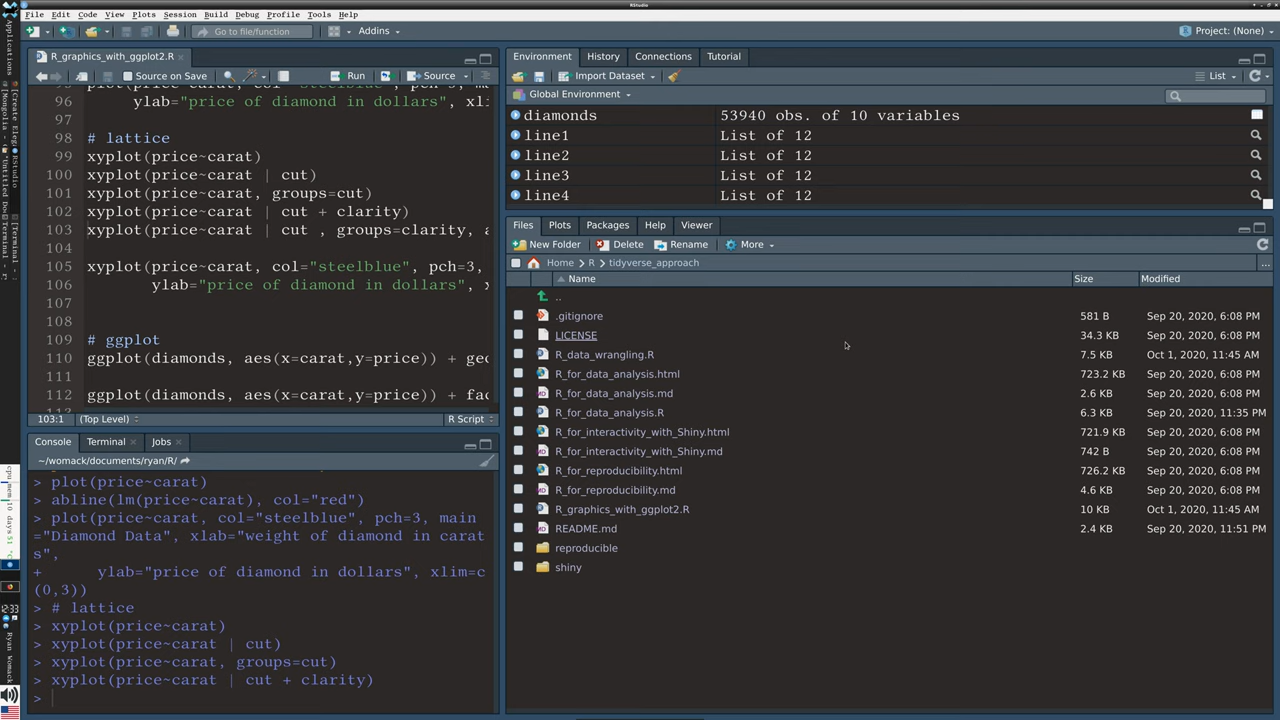 RStudio
File Edit Code View Plots Session Build Debug Profile Tools Help
Go to file/function
Addins
Project: (None)
R_graphics_with_ggplot2.R
Source on Save
Run
Source
96 ylab="price of diamond in dollars", xli
97
98 # lattice
99 xyplot(price~carat)
100 xyplot(price~carat | cut)
101 xyplot(price~carat, groups=cut)
102 xyplot(price~carat | cut + clarity)
103 xyplot(price~carat | cut , groups=clarity, a
104
105 xyplot(price~carat, col="steelblue", pch=3,
106 ylab="price of diamond in dollars", x
107
108
109 # ggplot
110 ggplot(diamonds, aes(x=carat,y=price)) + geo
111
112 ggplot(diamonds, aes(x=carat,y=price)) + fac
103:1 (Top Level) R Script
Console Terminal Jobs
~/womack/documents/ryan/R/
> plot(price~carat)
> abline(lm(price~carat), col="red")
> plot(price~carat, col="steelblue", pch=3, main
="Diamond Data", xlab="weight of diamond in carat
s",
+ ylab="price of diamond in dollars", xlim=c
(0,3))
> # lattice
> xyplot(price~carat)
> xyplot(price~carat | cut)
> xyplot(price~carat, groups=cut)
> xyplot(price~carat | cut + clarity)
>
Environment History Connections Tutorial
Import Dataset
List
Global Environment
diamonds 53940 obs. of 10 variables
line1 List of 12
line2 List of 12
line3 List of 12
line4 List of 12
Files Plots Packages Help Viewer
New Folder Delete Rename More
Home R tidyverse_approach
...
Name Size Modified
..
.gitignore 581 B Sep 20, 2020, 6:08 PM
LICENSE 34.3 KB Sep 20, 2020, 6:08 PM
R_data_wrangling.R 7.5 KB Oct 1, 2020, 11:45 AM
R_for_data_analysis.html 723.2 KB Sep 20, 2020, 6:08 PM
R_for_data_analysis.md 2.6 KB Sep 20, 2020, 6:08 PM
R_for_data_analysis.R 6.3 KB Sep 20, 2020, 11:35 PM
R_for_interactivity_with_Shiny.html 721.9 KB Sep 20, 2020, 6:08 PM
R_for_interactivity_with_Shiny.md 742 B Sep 20, 2020, 6:08 PM
R_for_reproducibility.html 726.2 KB Sep 20, 2020, 6:08 PM
R_for_reproducibility.md 4.6 KB Sep 20, 2020, 6:08 PM
R_graphics_with_ggplot2.R 10 KB Oct 1, 2020, 11:45 AM
README.md 2.4 KB Sep 20, 2020, 11:51 PM
reproducible
shiny
Applications
RStudio
12:33
Ryan Womack